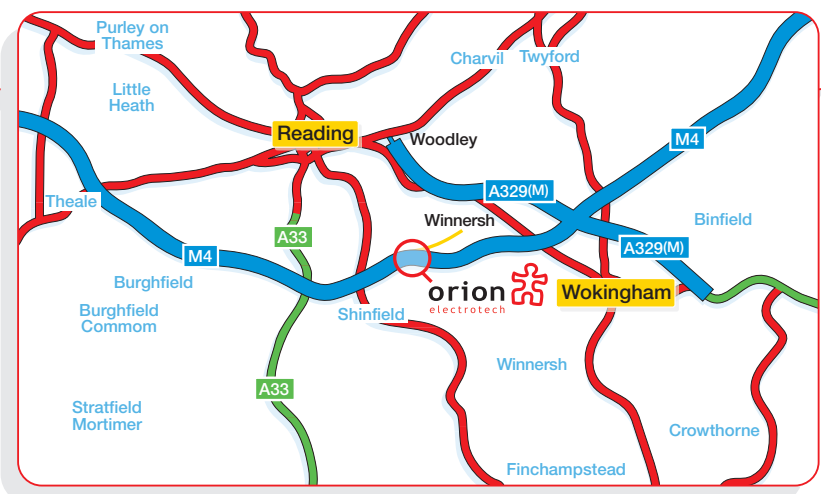 Purley on
Thames
Charvil
Twyford
Little
Heath
Reading
Woodley
M4
A329(M)
Theale
Winnersh
Binfield
A33
A329(M)
M4
Burghfield
orion
electrotech
Wokingham
Burghfield
Commom
Shinfield
Winnersh
A33
Stratfield
Mortimer
Crowthorne
Finchampstead